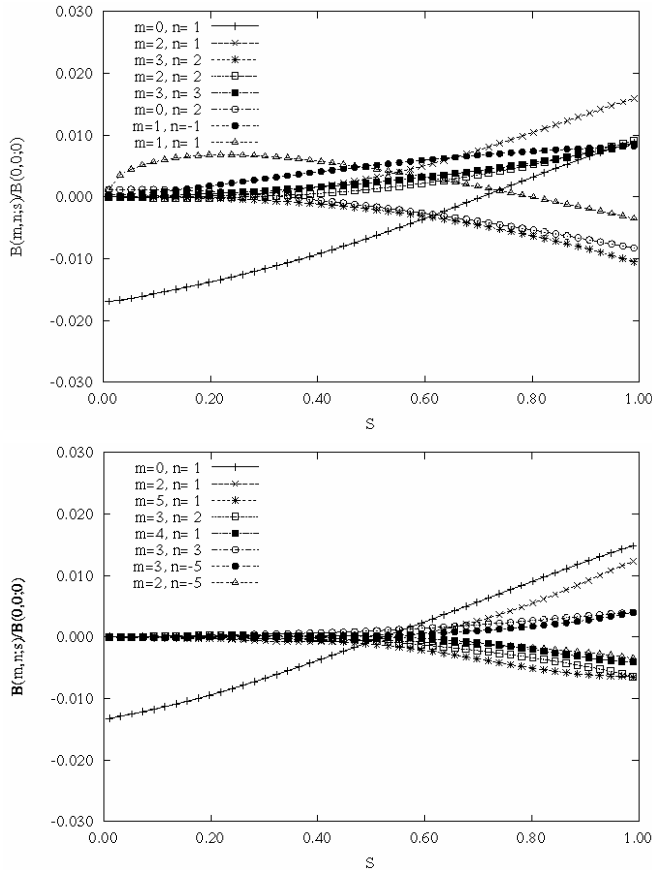 0.030
0.020
0.010
0.000
-0.010
-0.020
-0.030
B(m,n;s)/B(0,0;0)
m=0, n= 1
m=2, n= 1
m=3, n= 2
m=2, n= 2
m=3, n= 3
m=0, n= 2
m=1, n=-1
m=1, n= 1
0.00 0.20 0.40 0.60 0.80 1.00
S
0.030
0.020
0.010
0.000
-0.010
-0.020
-0.030
B(m,n;s)/B(0,0;0)
m=0, n= 1
m=2, n= 1
m=5, n= 1
m=3, n= 2
m=4, n= 1
m=3, n= 3
m=3, n=-5
m=2, n=-5
0.00 0.20 0.40 0.60 0.80 1.00
S